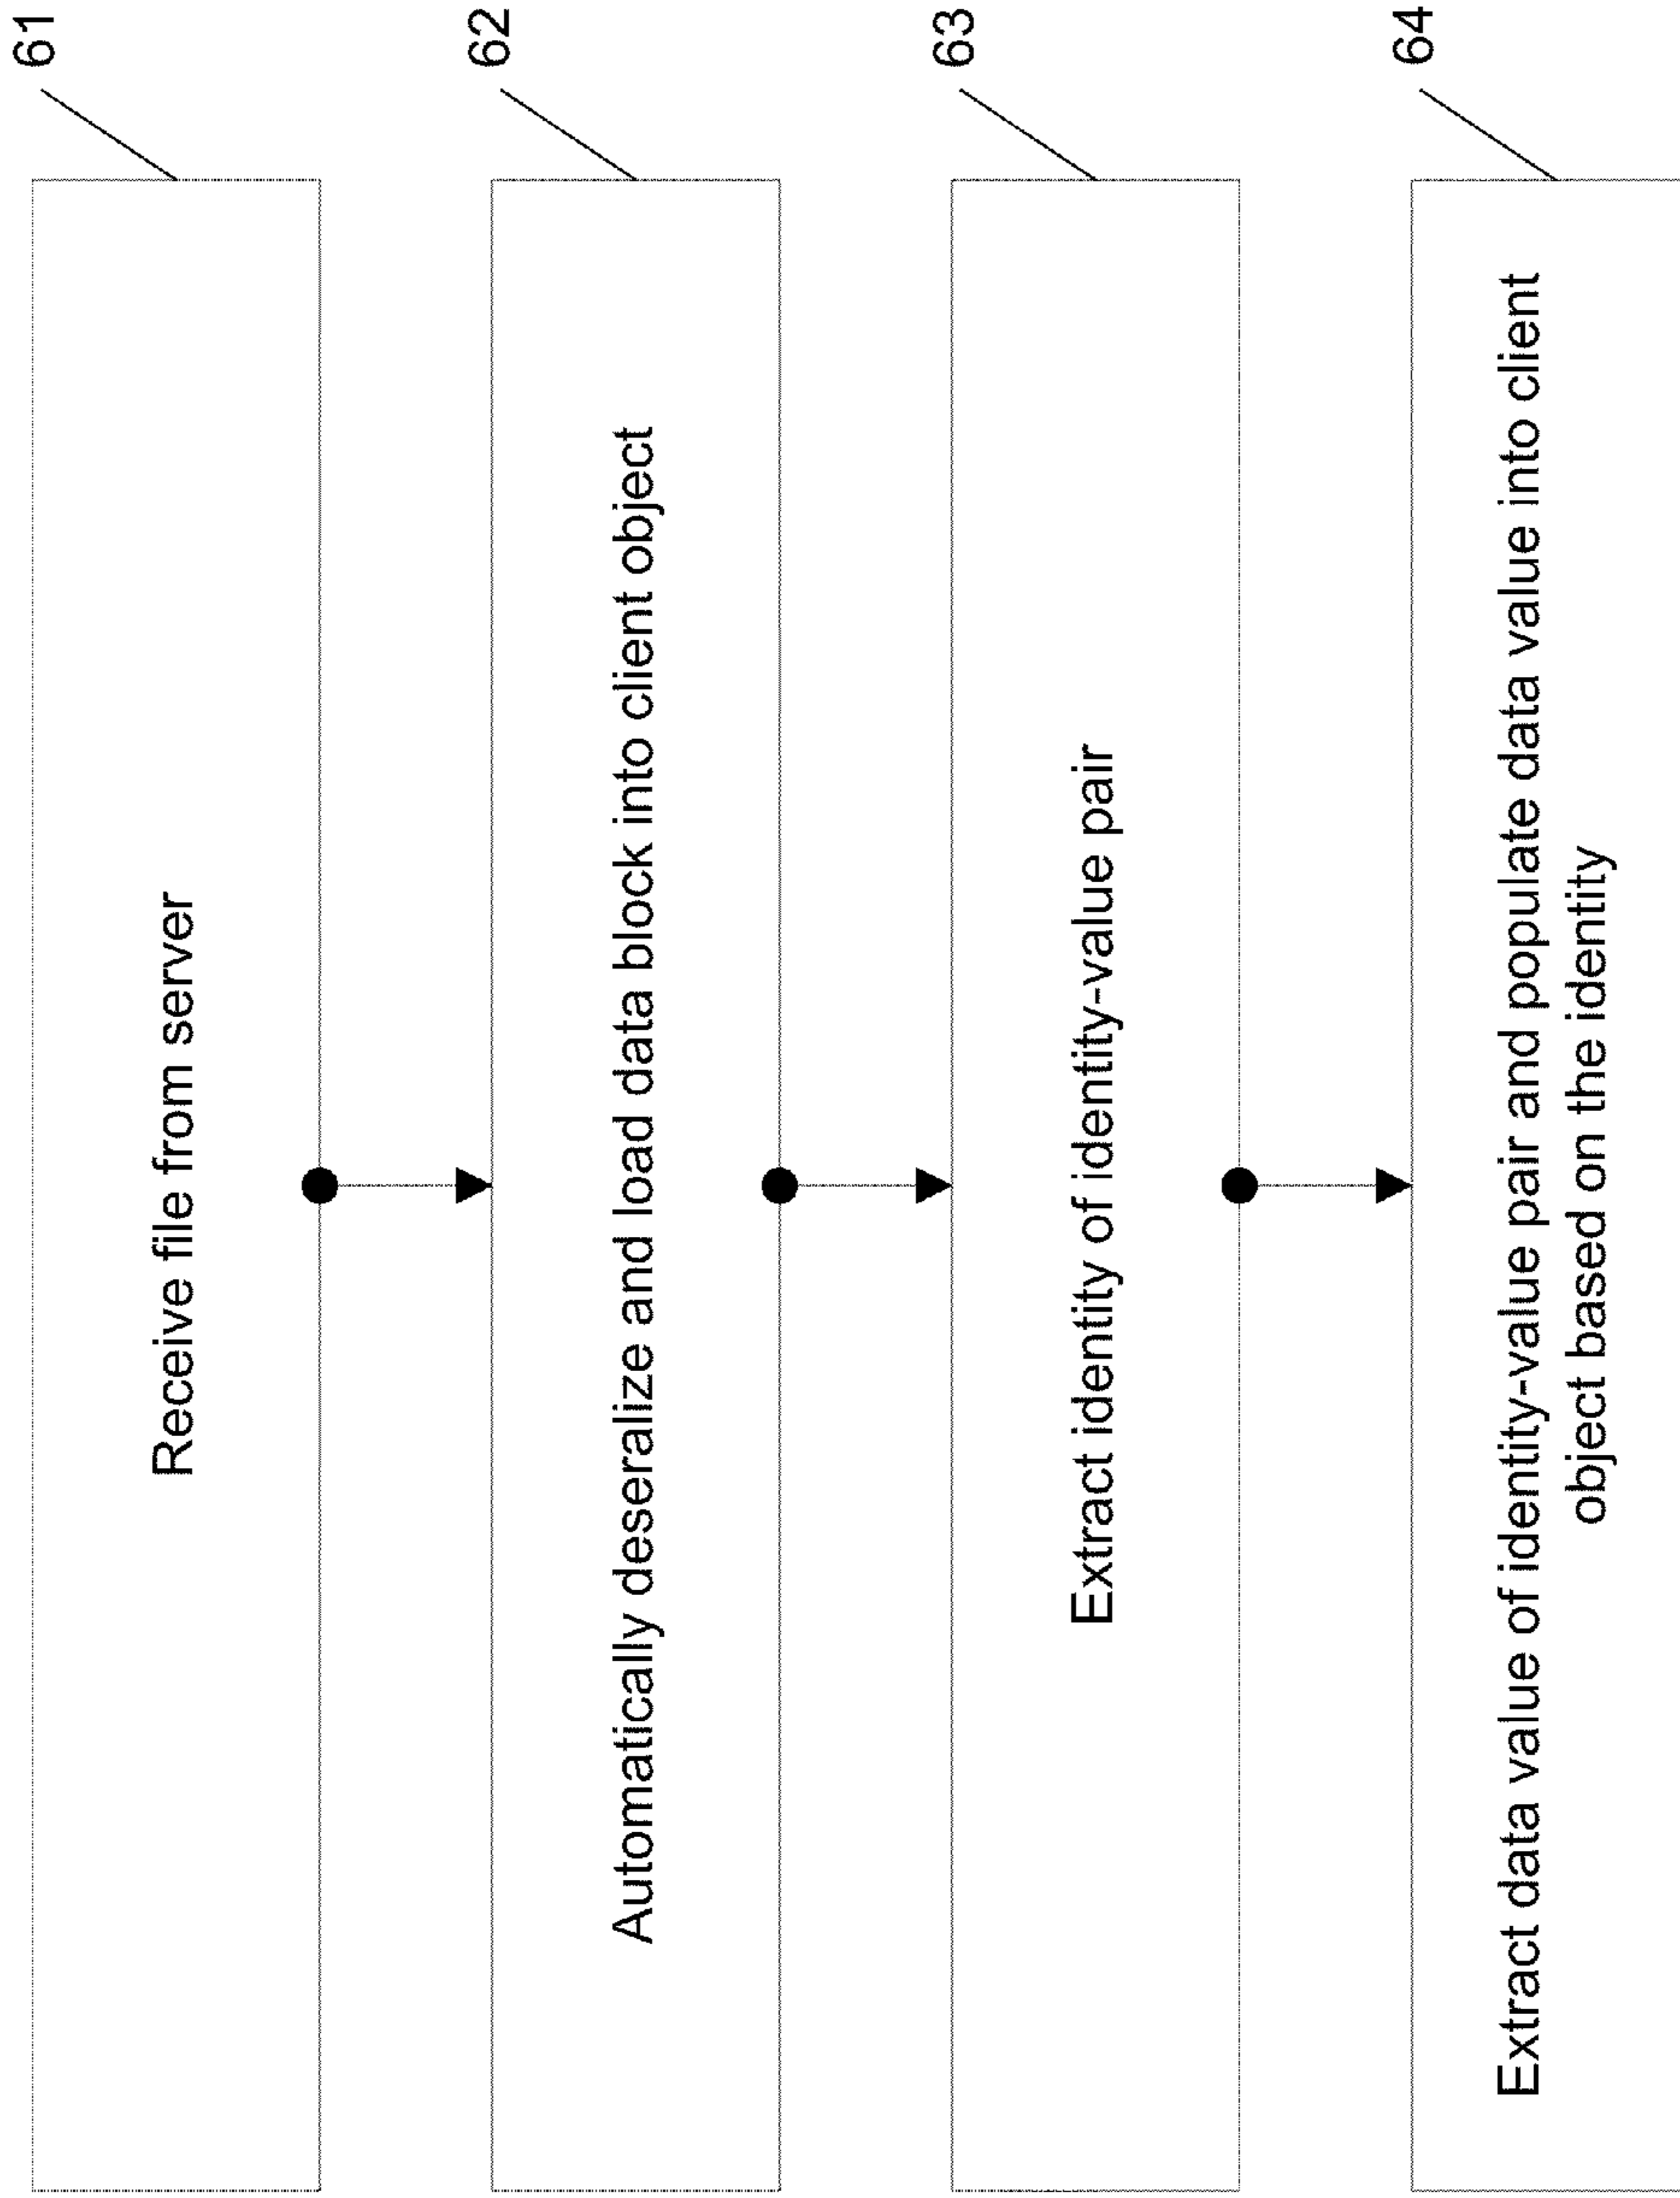 Receive file from server
61
Automatically deseralize and load data block into client object
62
Extract identity of identity-value pair
63
Extract data value of identity-value pair and populate data value into client
object based on the identity
64